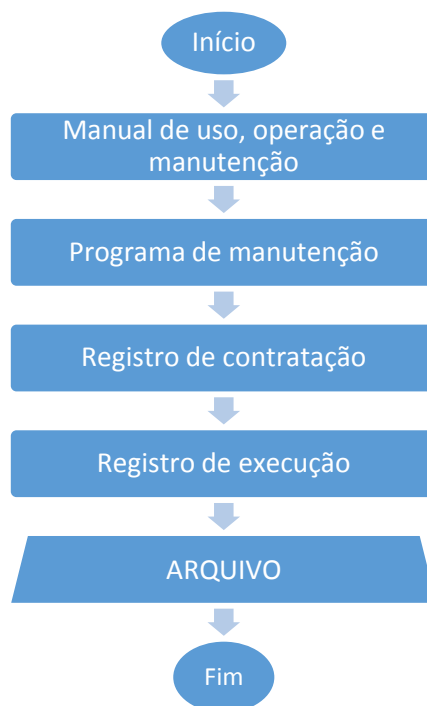 Início
Manual de uso, operação e
manutenção
Programa de manutenção
Registro de contratação
Registro de execução
ARQUIVO
Fim